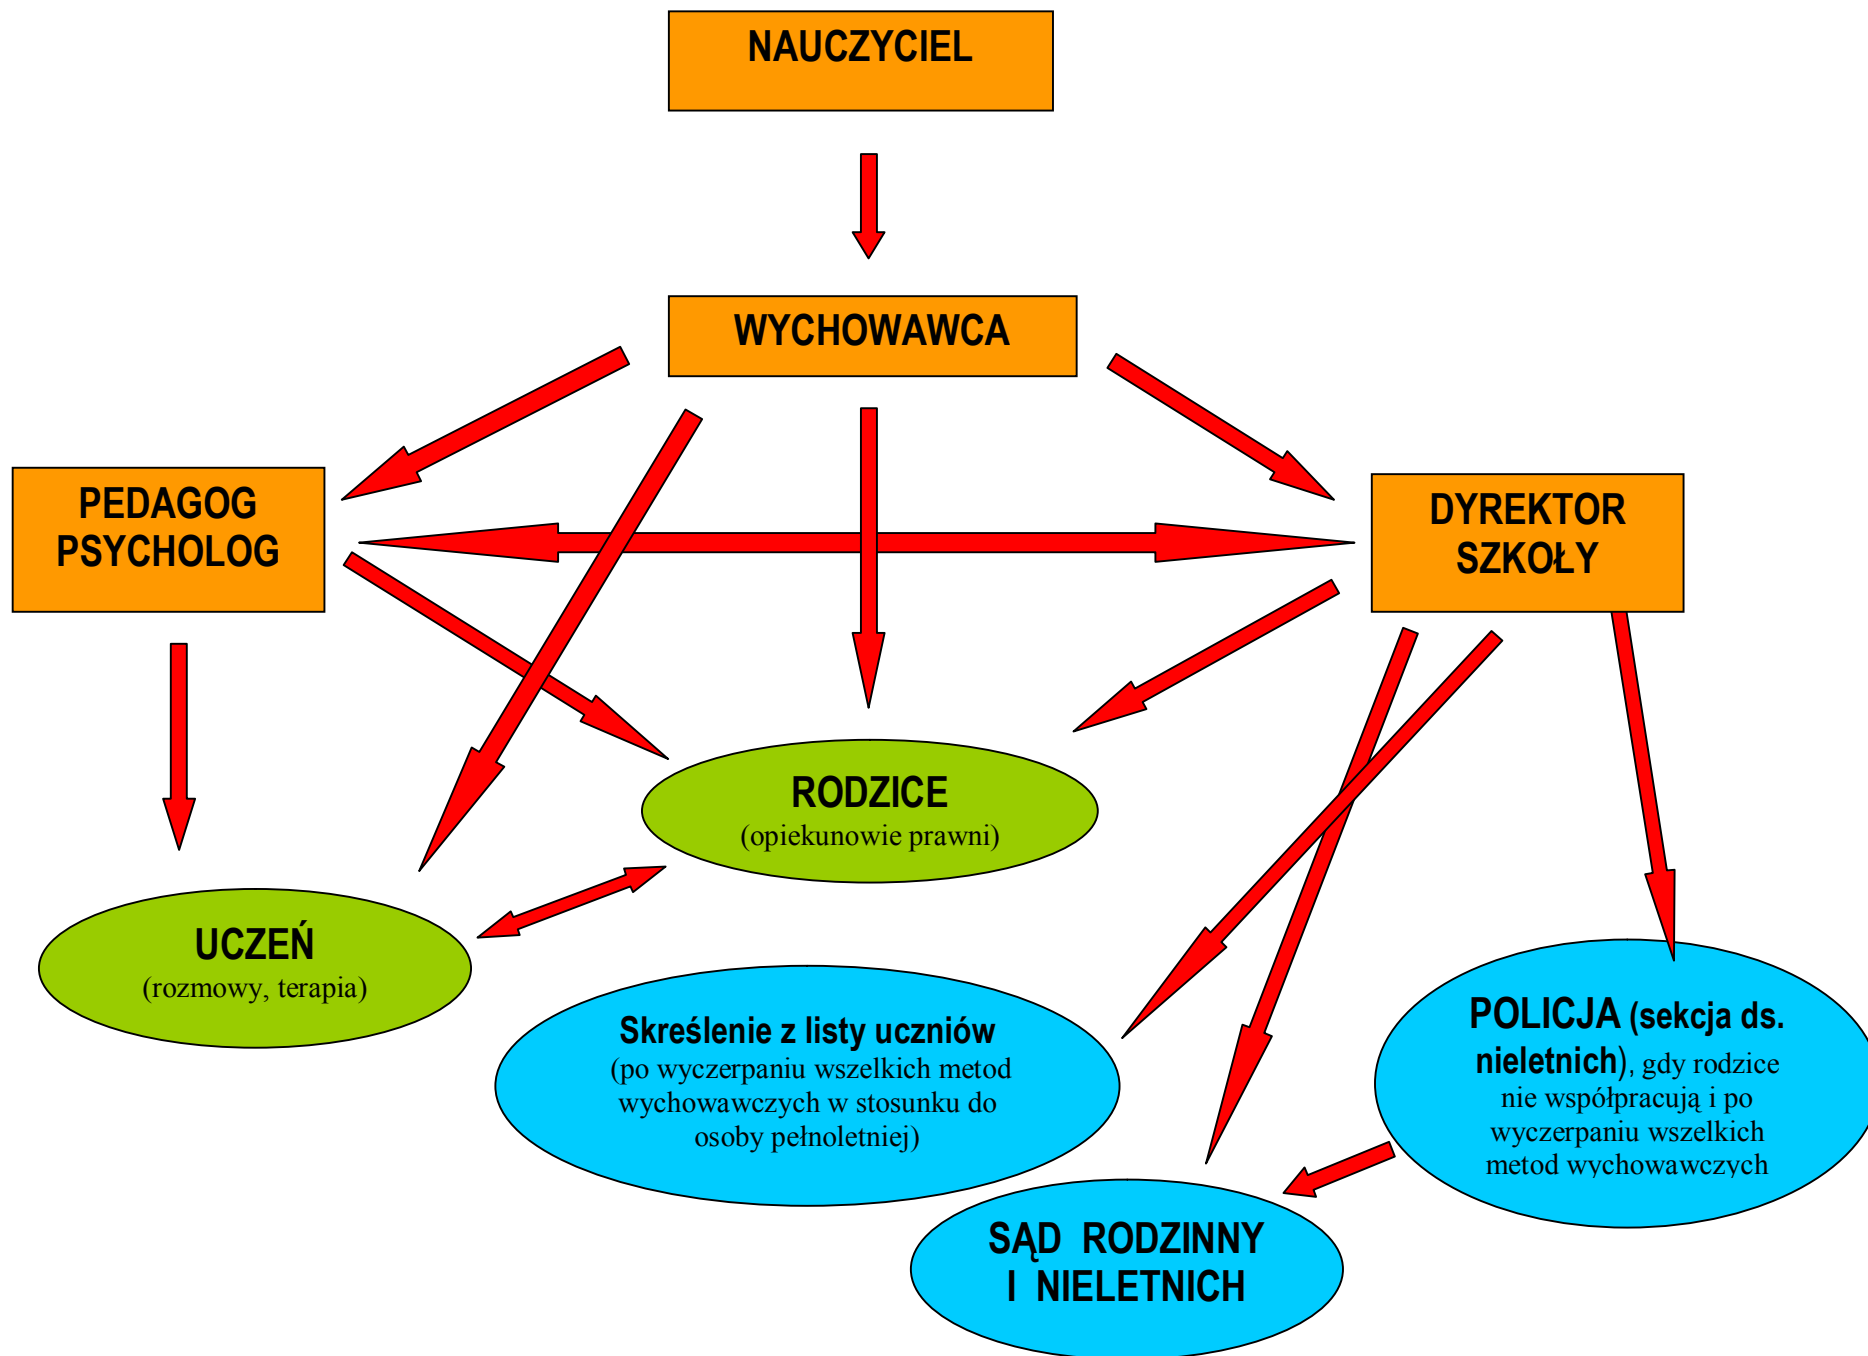 NAUCZYCIEL
WYCHOWAWCA
PEDAGOG
PSYCHOLOG
DYREKTOR
SZKOŁY
RODZICE
(opiekunowie prawni)
UCZEŃ
(rozmowy, terapia)
Skreślenie z listy uczniów
(po wyczerpaniu wszelkich metod
wychowawczych w stosunku do
osoby pełnoletniej)
POLICJA (sekcja ds.
nieletnich), gdy rodzice
nie współpracują i po
wyczerpaniu wszelkich
metod wychowawczych
SĄD RODZINNY
I NIELETNICH